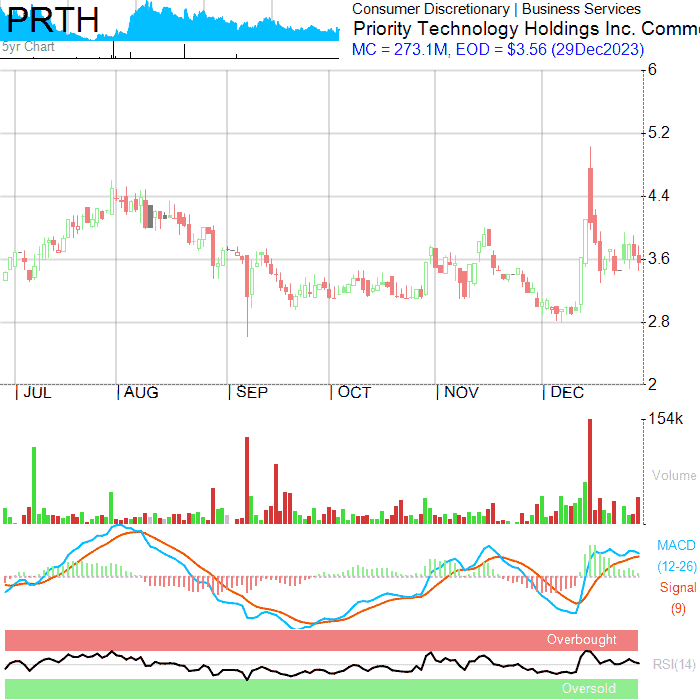 PRTH
5yr Chart
Consumer Discretionary | Business Services
Priority Technology Holdings Inc. Comm
MC = 273.1M, EOD = $3.56 (29Dec2023)
6
5.2
4.4
3.6
2.8
2
JUL AUG SEP OCT NOV DEC
154k
Volume
MACD
(12-26)
Signal
(9)
Overbought
RSI(14)
Oversold